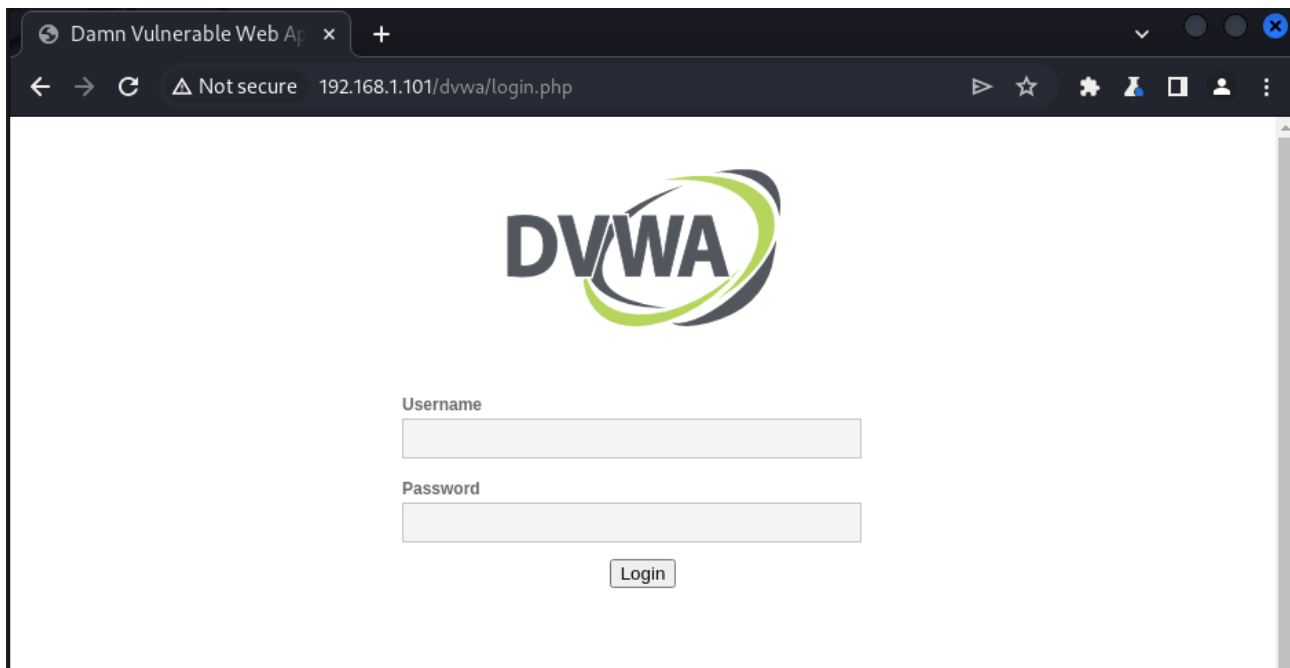 Damn Vulnerable Web Ap
Not secure 192.168.1.101/dvwa/login.php
DVWA
Username
Password
Login